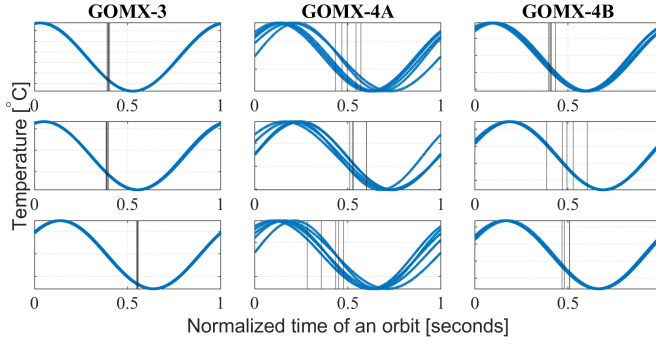 GOMX-3 GOMX-4A GOMX-4B
Temperature [°C]
0 0.5 1 0 0.5 1 0 0.5 1
0 0.5 1 0 0.5 1 0 0.5 1
0 0.5 1 0 0.5 1 0 0.5 1
Normalized time of an orbit [seconds]